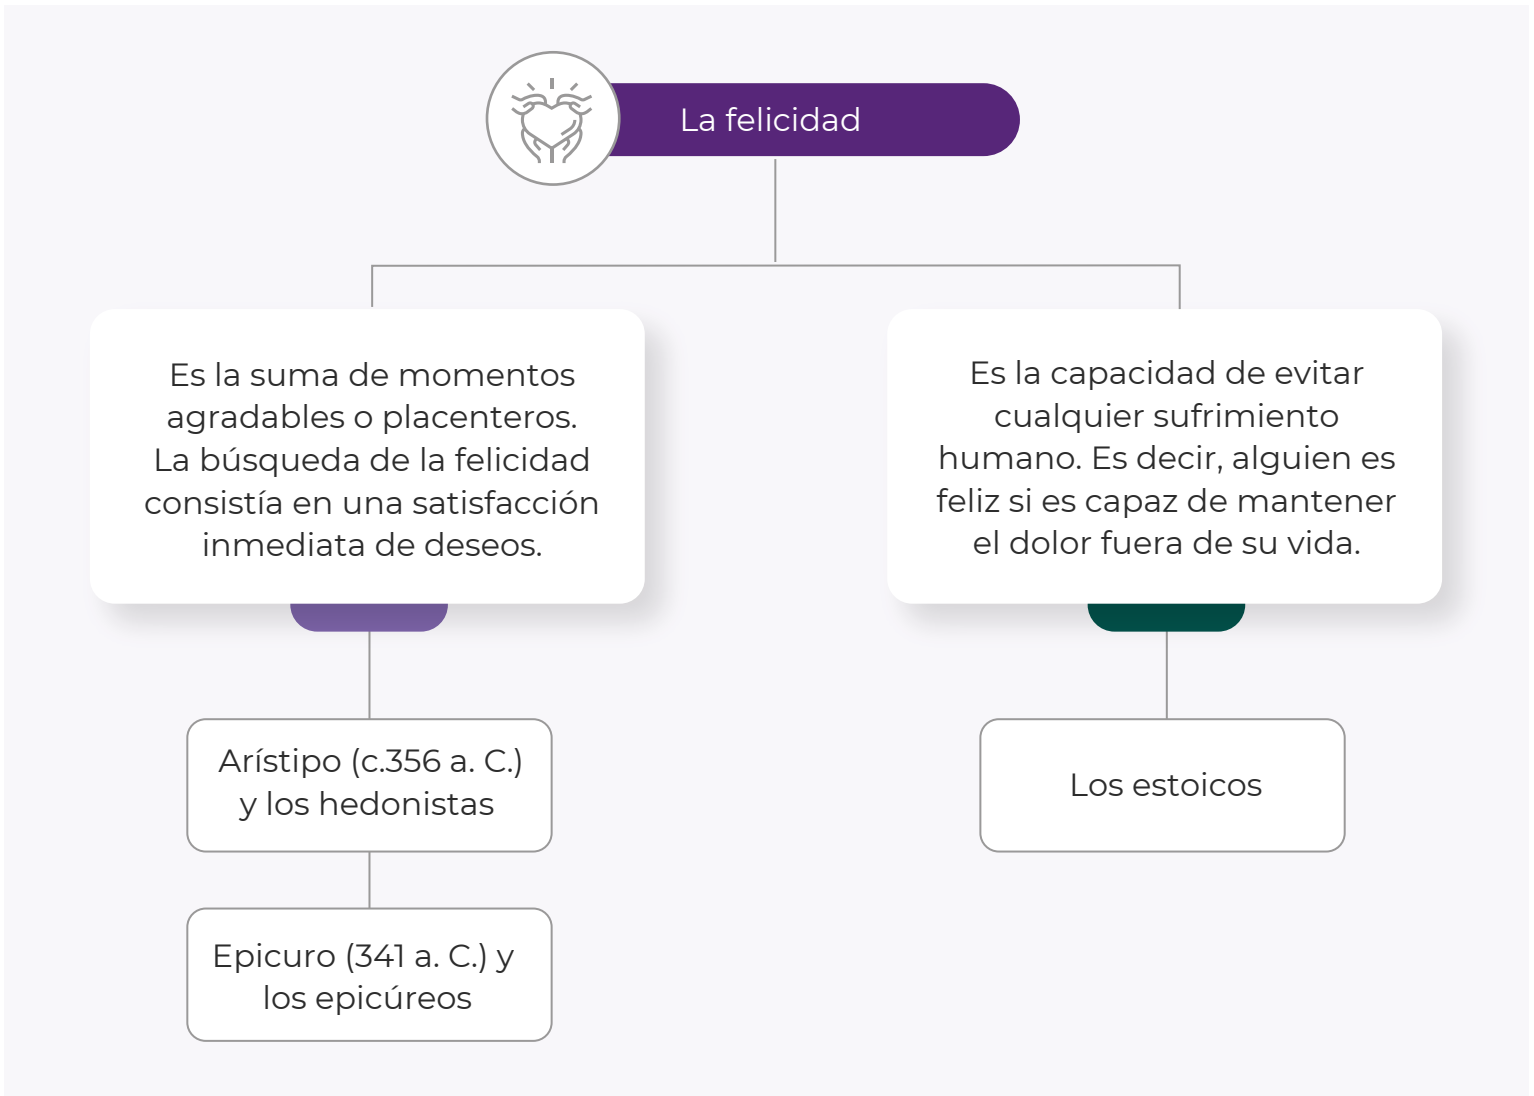 La felicidad
Es la suma de momentos
agradables o placenteros.
La búsqueda de la felicidad
consistía en una satisfacción
inmediata de deseos.
Es la capacidad de evitar
cualquier sufrimiento
humano. Es decir, alguien es
feliz si es capaz de mantener
el dolor fuera de su vida.
Arístipo (c.356 a. C.)
y los hedonistas
Los estoicos
Epicuro (341 a. C.) y
los epicúreos